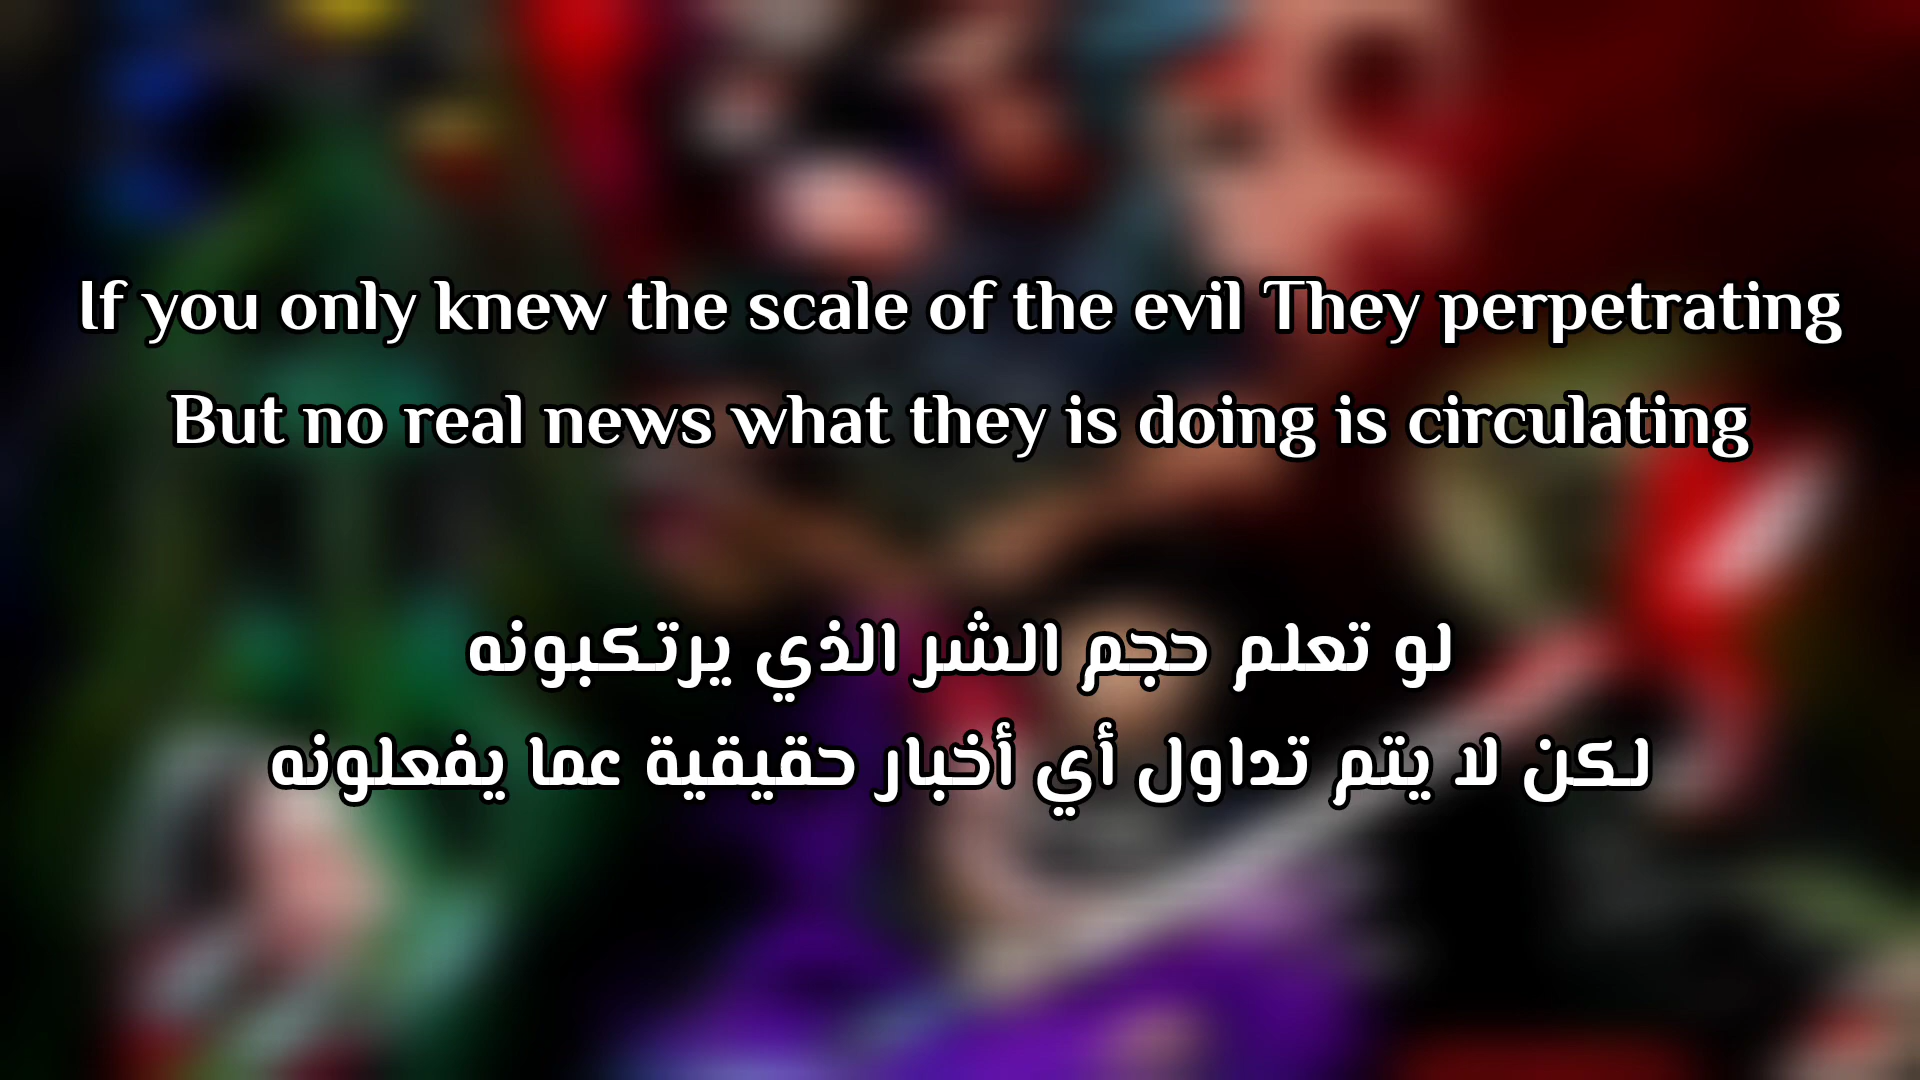 If you only knew the scale of the evil They perpetrating
But no real news what they is doing is circulating
لو تعلم حجم الشر الذي يرتكبونه
لكن لا يتم تداول أي أخبار حقيقية عما يفعلونه